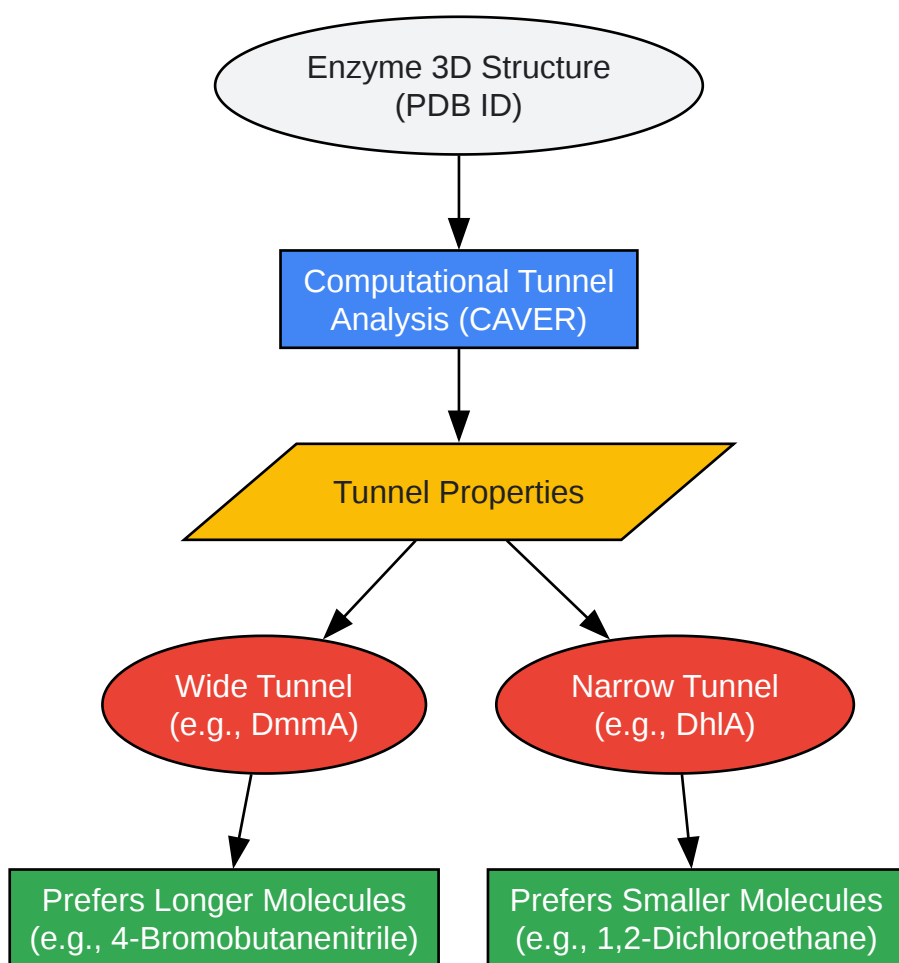 Enzyme 3D Structure
(PDB ID)
Computational Tunnel
Analysis (CAVER)
Tunnel Properties
Wide Tunnel
(e.g., DmmA)
Narrow Tunnel
(e.g., DhlA)
Prefers Longer Molecules
(e.g., 4-Bromobutanenitrile)
Prefers Smaller Molecules
(e.g., 1,2-Dichloroethane)